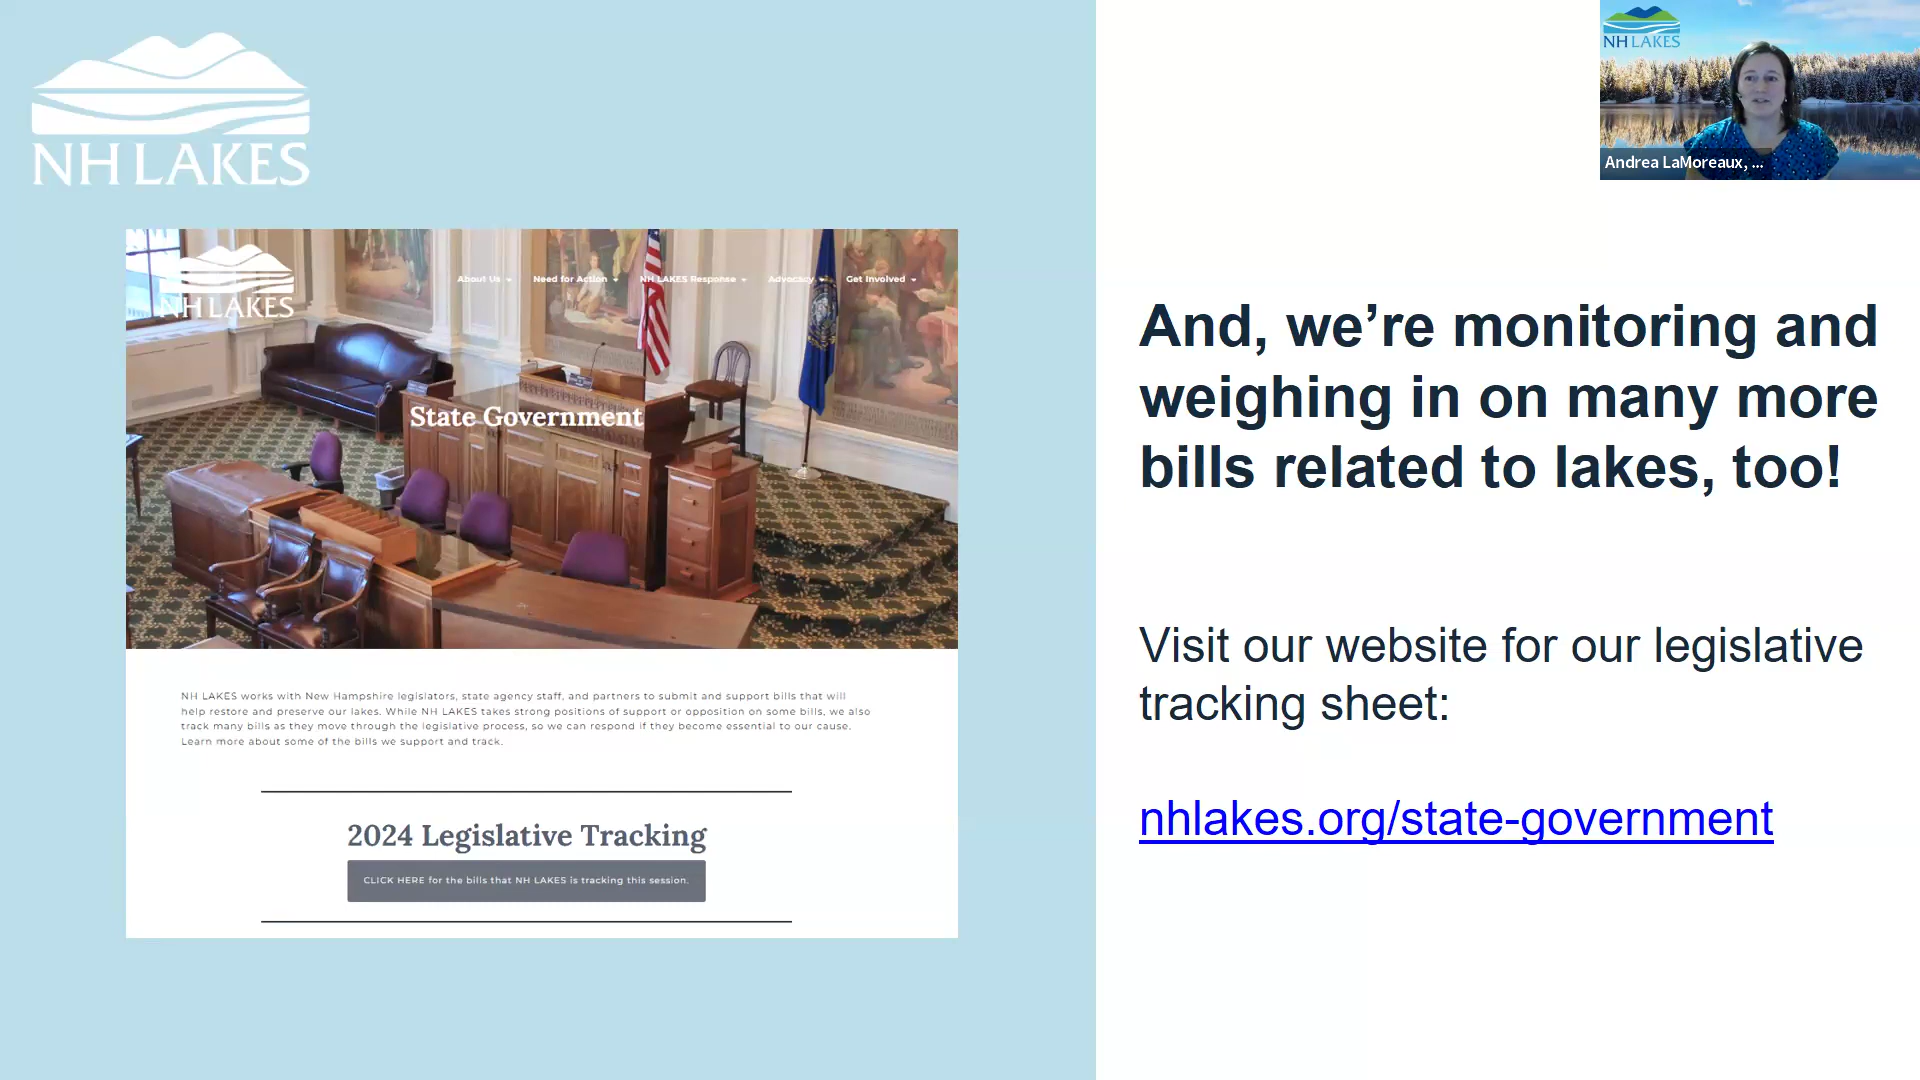 NH LAKES
NH LAKES
About Us
Need for Action
NH LAKES Response
Advocacy
Get Involved
State Government
NH LAKES works with New Hampshire legislators, state agency staff, and partners to submit and support bills that will
help restore and preserve our lakes. While NH LAKES takes strong positions of support or opposition on some bills, we also
track many bills as they move through the legislative process, so we can respond if they become essential to our cause.
Learn more about some of the bills we support and track.
2024 Legislative Tracking
CLICK HERE for the bills that NH LAKES is tracking this session.
NH LAKES
Andrea LaMoreaux, ...
And, we’re monitoring and
weighing in on many more
bills related to lakes, too!
Visit our website for our legislative
tracking sheet:
nhlakes.org/state-government